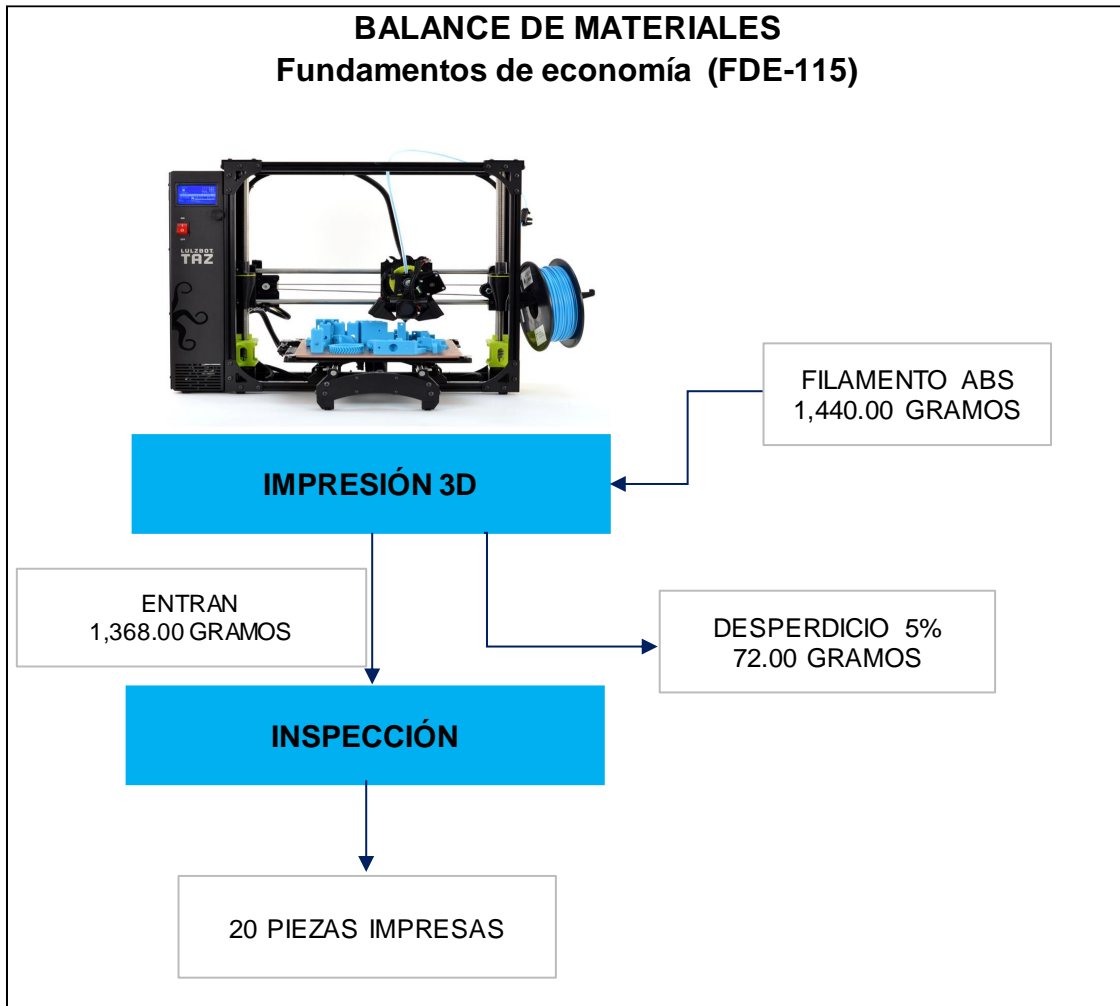 BALANCE DE MATERIALES
Fundamentos de economía (FDE-115)
LULZBOT
TAZ
FILAMENTO ABS
1,440.00 GRAMOS
IMPRESIÓN 3D
ENTRAN
1,368.00 GRAMOS
DESPERDICIO 5%
72.00 GRAMOS
INSPECCIÓN
20 PIEZAS IMPRESAS